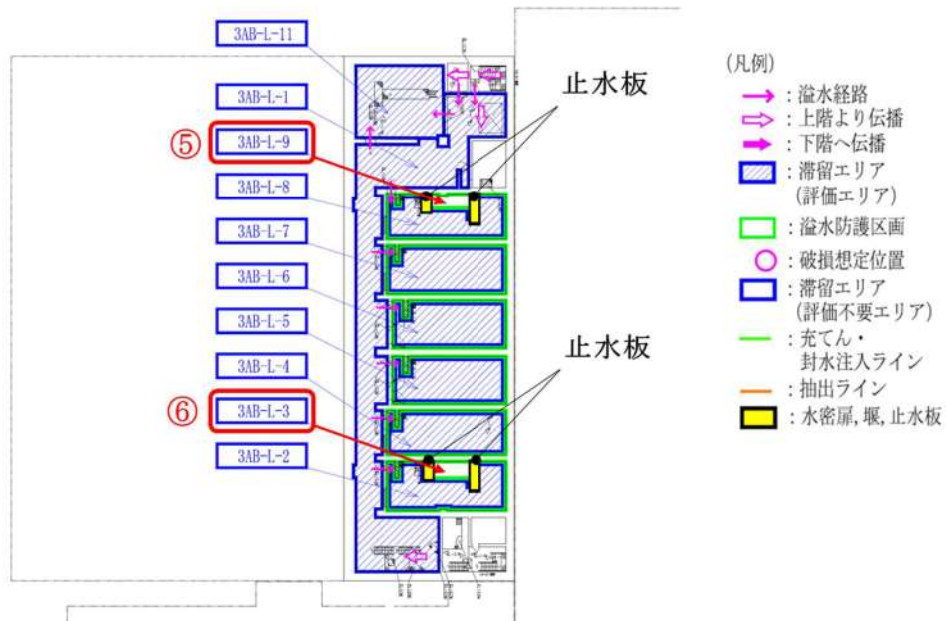 3AB-L-11
3AB-L-1
⑤
3AB-L-9
3AB-L-8
3AB-L-7
3AB-L-6
3AB-L-5
3AB-L-4
⑥
3AB-L-3
3AB-L-2
止水板
止水板
(凡例)
：溢水経路
：上階より伝播
：下階へ伝播
：滞留エリア
(評価エリア)
：溢水防護区画
：破損想定位置
：滞留エリア
(評価不要エリア)
：充てん・
封水注入ライン
：抽出ライン
：水密扉, 堰, 止水板